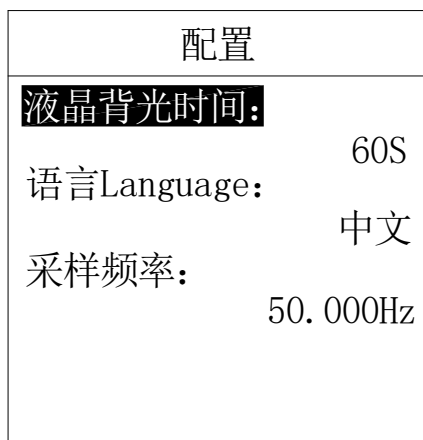 配置
液晶背光时间：
60S
语言Language：
中文
采样频率：
50.000Hz